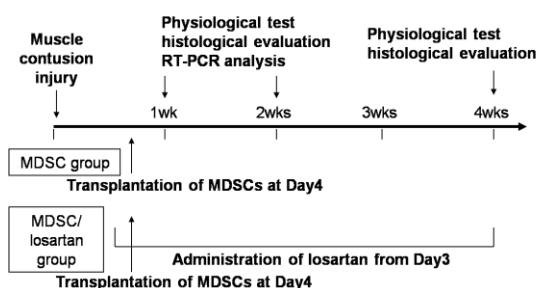 Muscle
contusion
injury
Physiological test
histological evaluation
RT-PCR analysis
Physiological test
histological evaluation
1wk
2wks
3wks
4wks
MDSC group
Transplantation of MDSCs at Day4
MDSC/
losartan
group
Administration of losartan from Day3
Transplantation of MDSCs at Day4